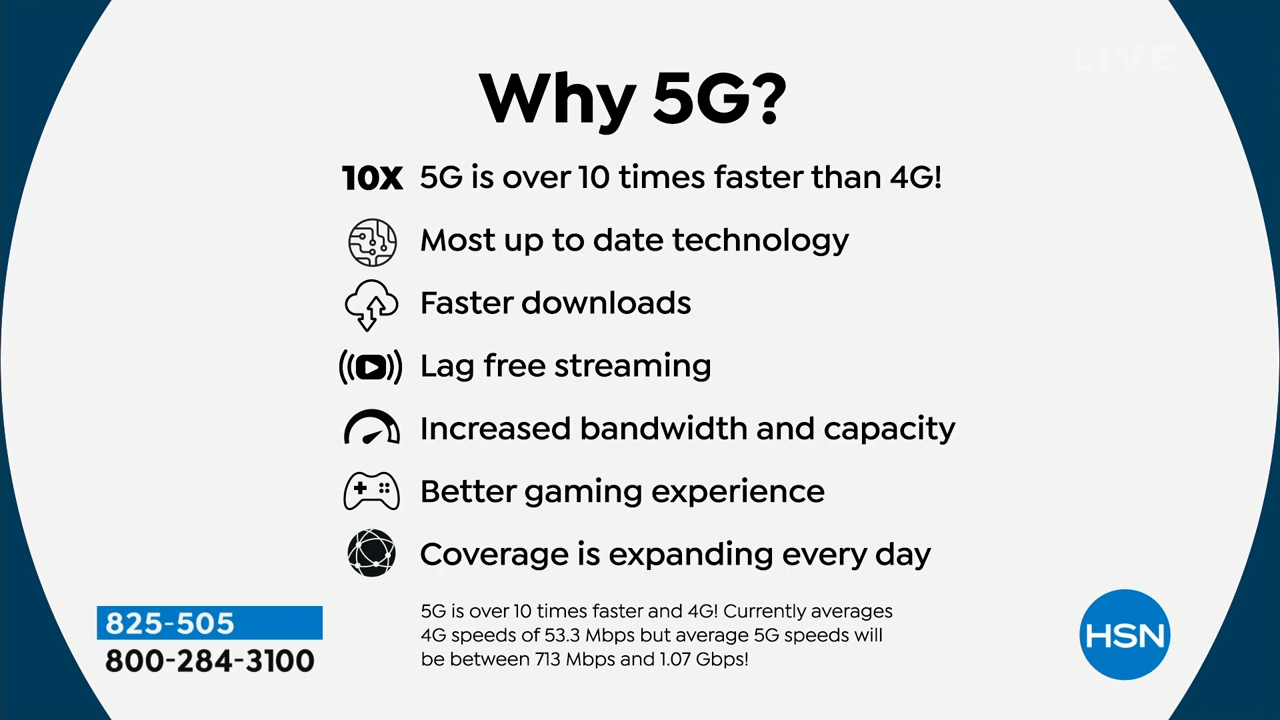 LIVE
Why 5G?
10X 5G is over 10 times faster than 4G!
Most up to date technology
Faster downloads
Lag free streaming
Increased bandwidth and capacity
Better gaming experience
Coverage is expanding every day
5G is over 10 times faster and 4G! Currently averages
4G speeds of 53.3 Mbps but average 5G speeds will
be between 713 Mbps and 1.07 Gbps!
825-505
800-284-3100
HSN